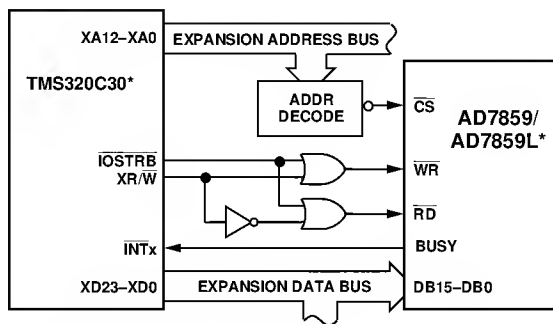 XA12–XA0
EXPANSION ADDRESS BUS
TMS320C30*
ADDR
DECODE
CS
AD7859/
AD7859L*
IOSTRB
XR/W
WR
RD
INTx
BUSY
XD23–XD0
EXPANSION DATA BUS
DB15–DB0